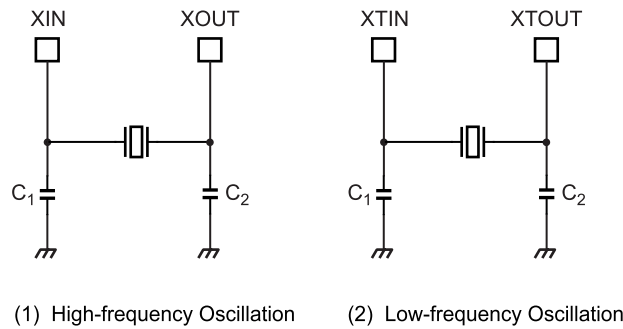 XIN XOUT XTIN XTOUT
C1 C2 C1 C2
(1) High-frequency Oscillation (2) Low-frequency Oscillation